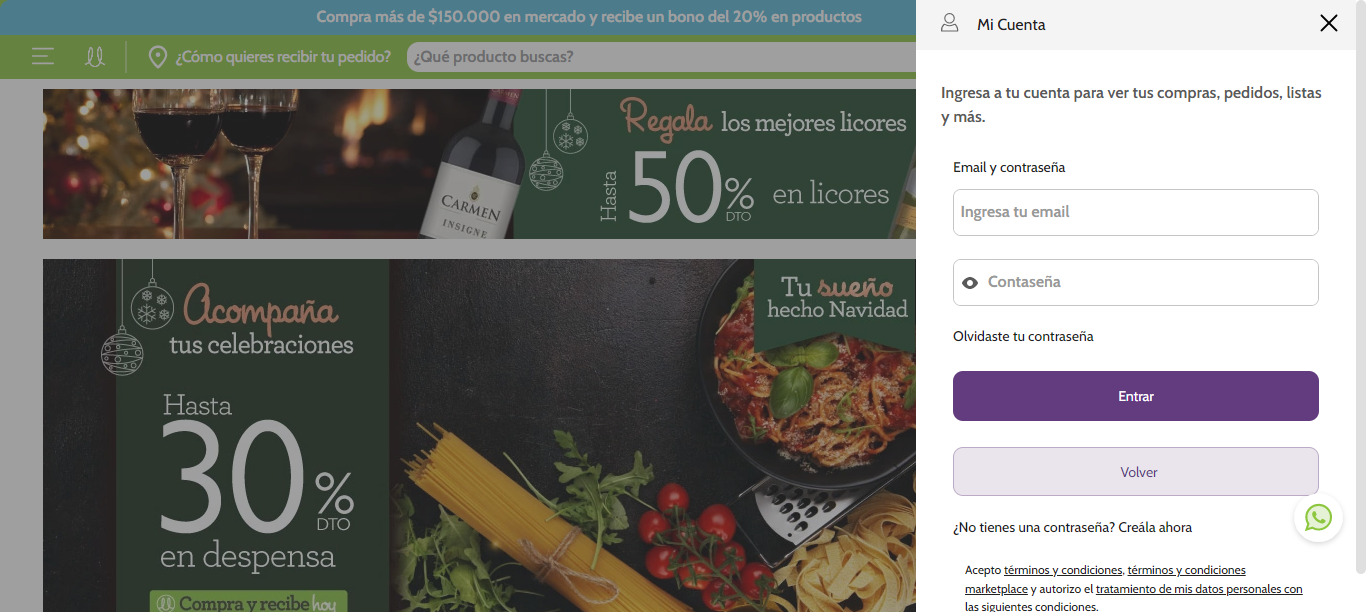 Compra más de $150.000 en mercado y recibe un bono del 20% en productos
¿Cómo quieres recibir tu pedido?
¿Qué producto buscas?
Regala los mejores licores
Hasta 50% DTO en licores
CARMEN
INSIGNE
Acompaña
tus celebraciones
Hasta
30% DTO
en despensa
Compra y recibe hoy
Tu sueño
hecho Navidad
Mi Cuenta
Ingresa a tu cuenta para ver tus compras, pedidos, listas
y más.
Email y contraseña
Ingresa tu email
Contaseña
Olvidaste tu contraseña
Entrar
Volver
¿No tienes una contraseña? Creála ahora
Acepto términos y condiciones, términos y condiciones
marketplace y autorizo el tratamiento de mis datos personales con
las siguientes condiciones.